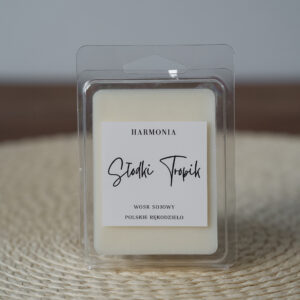 HARMONIA
Słodki Tropik
WOSK SOJOWY
POLSKIE RĘKODZIEŁO